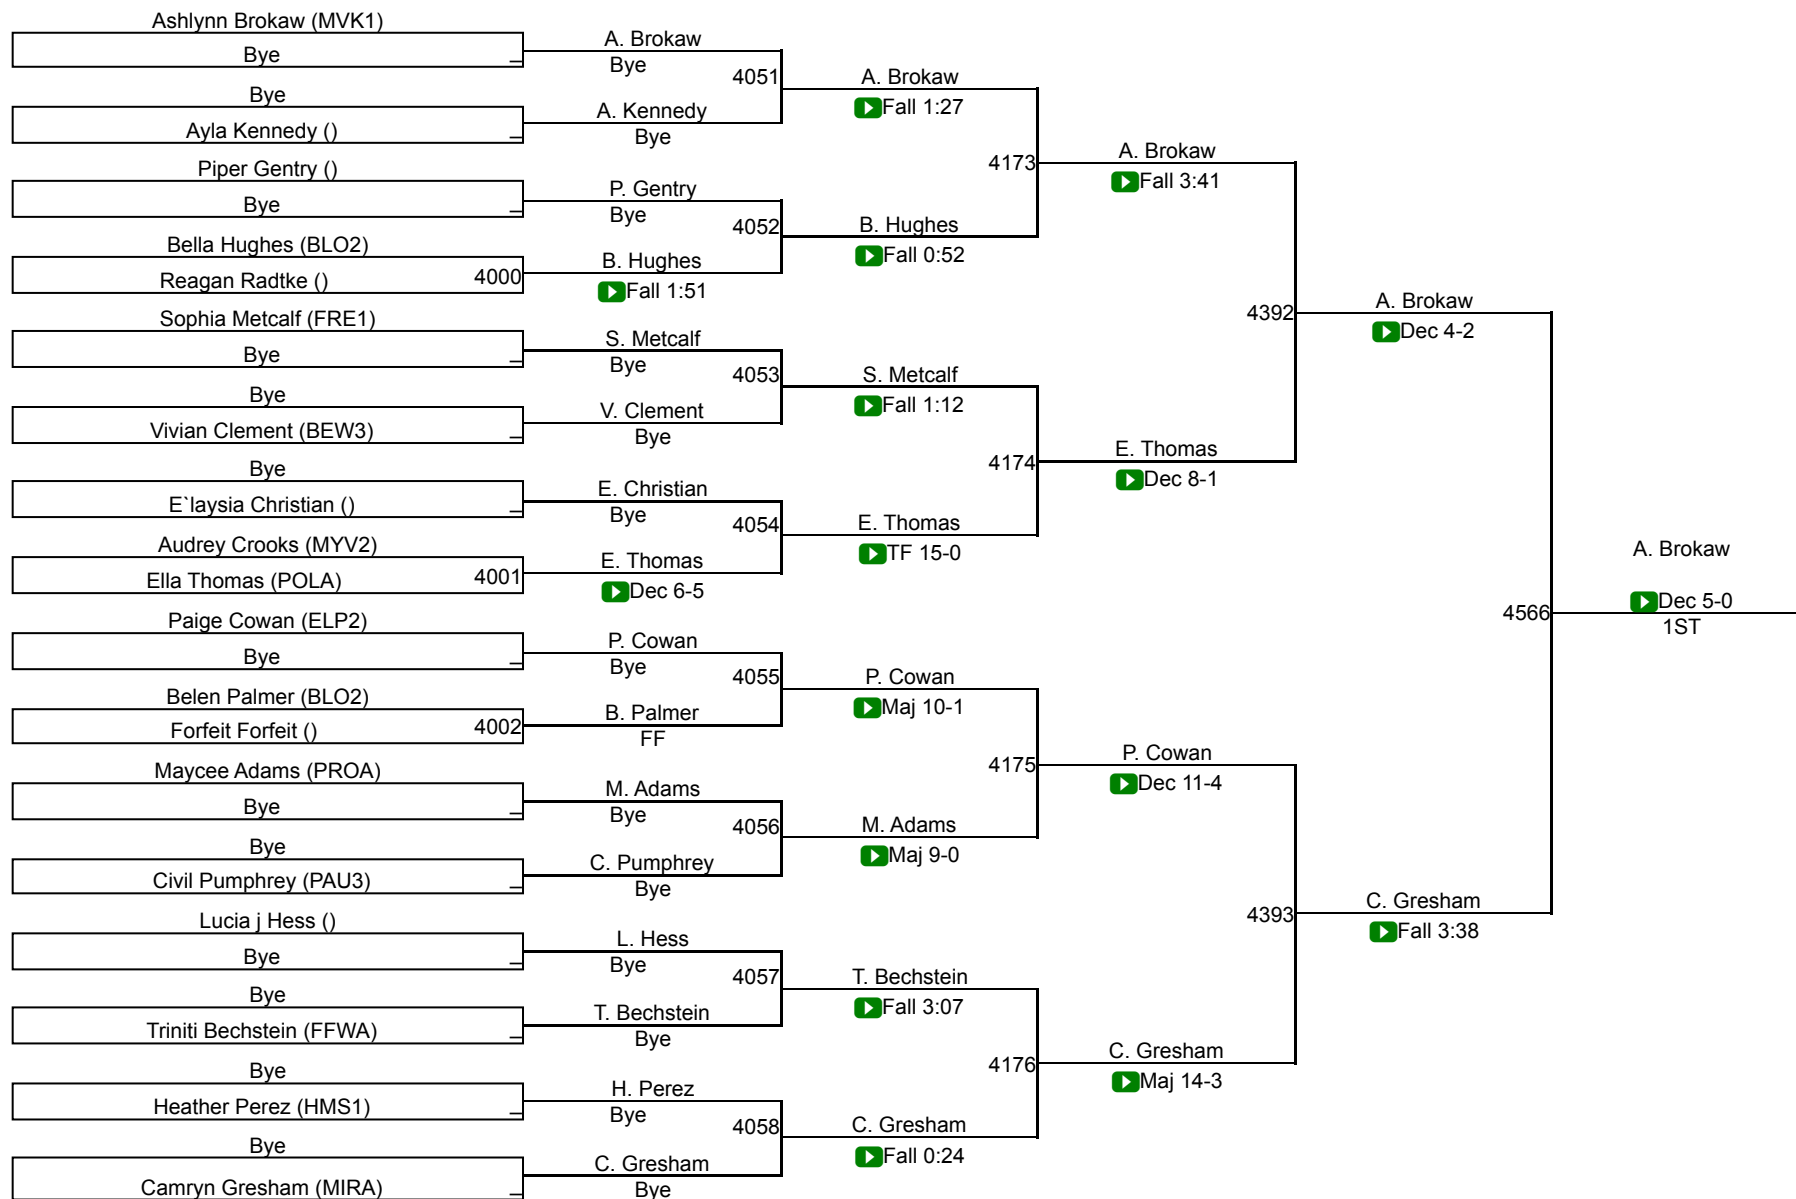 Ashlynn Brokaw (MVK1)
Bye
Bye
Ayla Kennedy ()
Piper Gentry ()
Bye
Bella Hughes (BLO2)
Reagan Radtke () 4000
Sophia Metcalf (FRE1)
Bye
Bye
Vivian Clement (BEW3)
Bye
E`laysia Christian ()
Audrey Crooks (MYV2)
Ella Thomas (POLA) 4001
Paige Cowan (ELP2)
Bye
Belen Palmer (BLO2)
Forfeit Forfeit () 4002
Maycee Adams (PROA)
Bye
Bye
Civil Pumphrey (PAU3)
Lucia j Hess ()
Bye
Bye
Triniti Bechstein (FFWA)
Bye
Heather Perez (HMS1)
Bye
Camryn Gresham (MIRA)
A. Brokaw
Bye
4051
A. Kennedy
Bye
P. Gentry
Bye
4052
B. Hughes
Fall 1:51
S. Metcalf
Bye
4053
V. Clement
Bye
E. Christian
Bye
4054
E. Thomas
Dec 6-5
P. Cowan
Bye
4055
B. Palmer
FF
M. Adams
Bye
4056
C. Pumphrey
Bye
L. Hess
Bye
4057
T. Bechstein
Bye
H. Perez
Bye
4058
C. Gresham
Bye
A. Brokaw
Fall 1:27
4173
B. Hughes
Fall 0:52
S. Metcalf
Fall 1:12
4174
E. Thomas
TF 15-0
P. Cowan
Maj 10-1
4175
M. Adams
Maj 9-0
T. Bechstein
Fall 3:07
4176
C. Gresham
Fall 0:24
A. Brokaw
Fall 3:41
4392
E. Thomas
Dec 8-1
P. Cowan
Dec 11-4
4393
C. Gresham
Maj 14-3
A. Brokaw
Dec 4-2
4566
C. Gresham
Fall 3:38
A. Brokaw
Dec 5-0
1ST